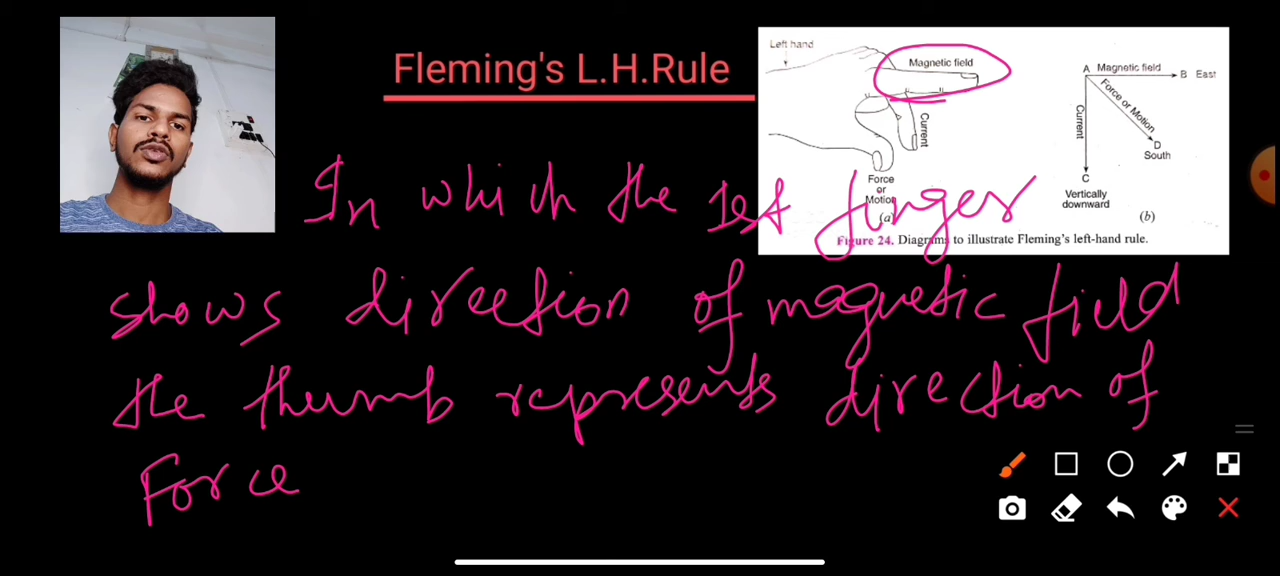 Fleming's L.H.Rule
Left hand
Magnetic field
Current
Force
or
Motion
(a)
A Magnetic field B East
Force or Motion
Current
D
South
C
Vertically
downward
(b)
Figure 24. Diagrams to illustrate Fleming's left-hand rule.
In which the 1st finger
shows direction of magnetic field
the thumb represents direction of
Force